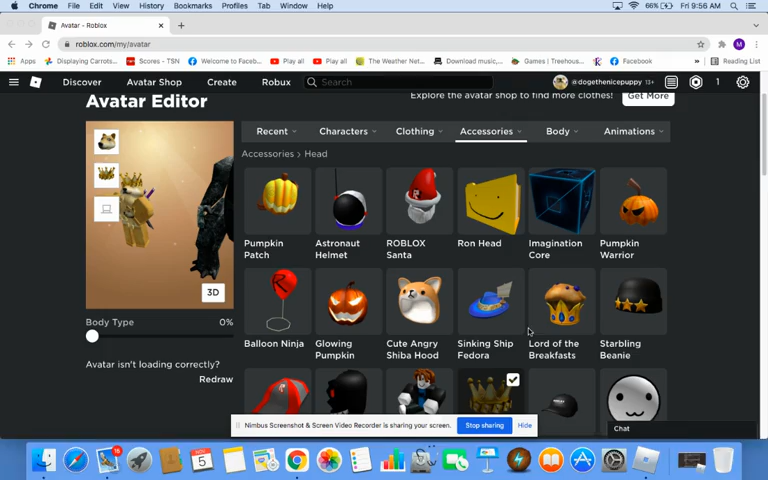 Chrome File Edit View History Bookmarks Profiles Tab Window Help 66% Fri 9:56 AM
Avatar - Roblox
roblox.com/my/avatar
M
Apps Displaying Carrots... Scores - TSN Welcome to Faceb... Play all Play all The Weather Net... Download music,... Games | Treehous... Facebook Reading List
Discover Avatar Shop Create Robux Search @dogethenicepuppy 13+ 1
Avatar Editor
Explore the avatar shop to find more clothes! Get More
Recent Characters Clothing Accessories Body Animations
Accessories > Head
Pumpkin Patch
Astronaut Helmet
ROBLOX Santa
Ron Head
Imagination Core
Pumpkin Warrior
3D
Body Type 0%
Avatar isn't loading correctly?
Redraw
Balloon Ninja
Glowing Pumpkin
Cute Angry Shiba Hood
Sinking Ship Fedora
Lord of the Breakfasts
Starbling Beanie
Nimbus Screenshot & Screen Video Recorder is sharing your screen. Stop sharing Hide
Chat
NOV
5